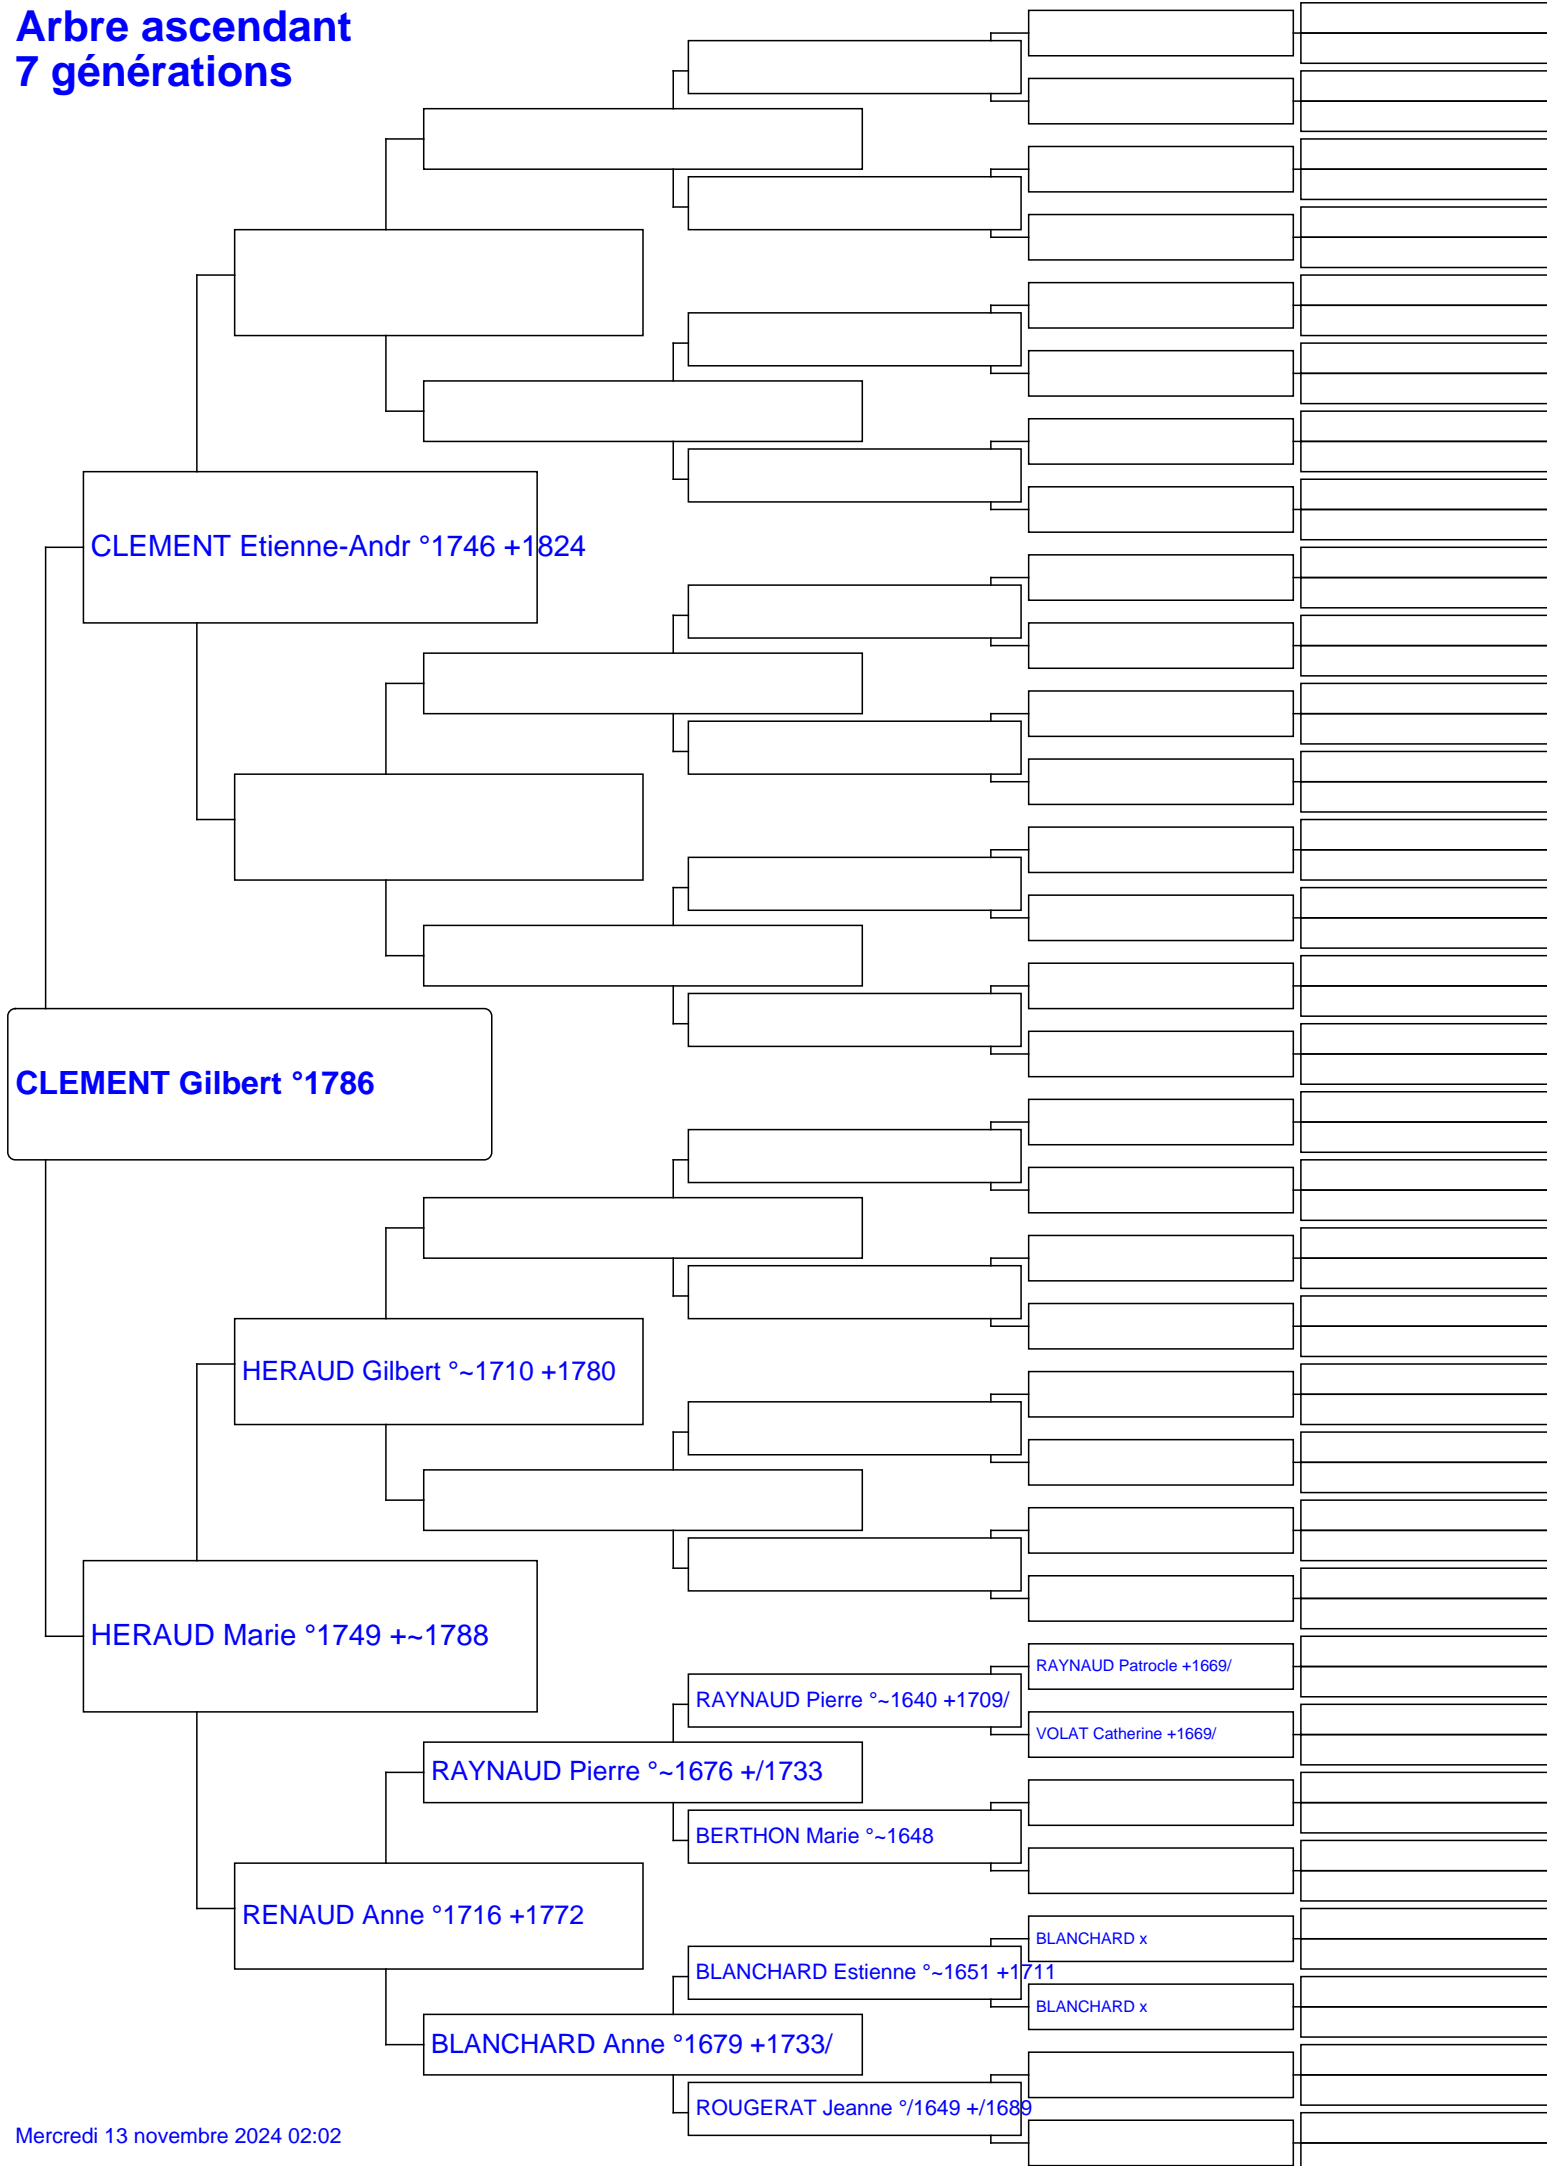 Arbre ascendant
7 générations
CLEMENT Etienne-Andr °1746 +1824
CLEMENT Gilbert °1786
HERAUD Gilbert °~1710 +1780
HERAUD Marie °1749 +~1788
RAYNAUD Patrocle +1669/
RAYNAUD Pierre °~1640 +1709/
VOLAT Catherine +1669/
RAYNAUD Pierre °~1676 +/1733
BERTHON Marie °~1648
RENAUD Anne °1716 +1772
BLANCHARD x
BLANCHARD Estienne °~1651 +1711
BLANCHARD x
BLANCHARD Anne °1679 +1733/
ROUGERAT Jeanne °/1649 +/1689
Mercredi 13 novembre 2024 02:02